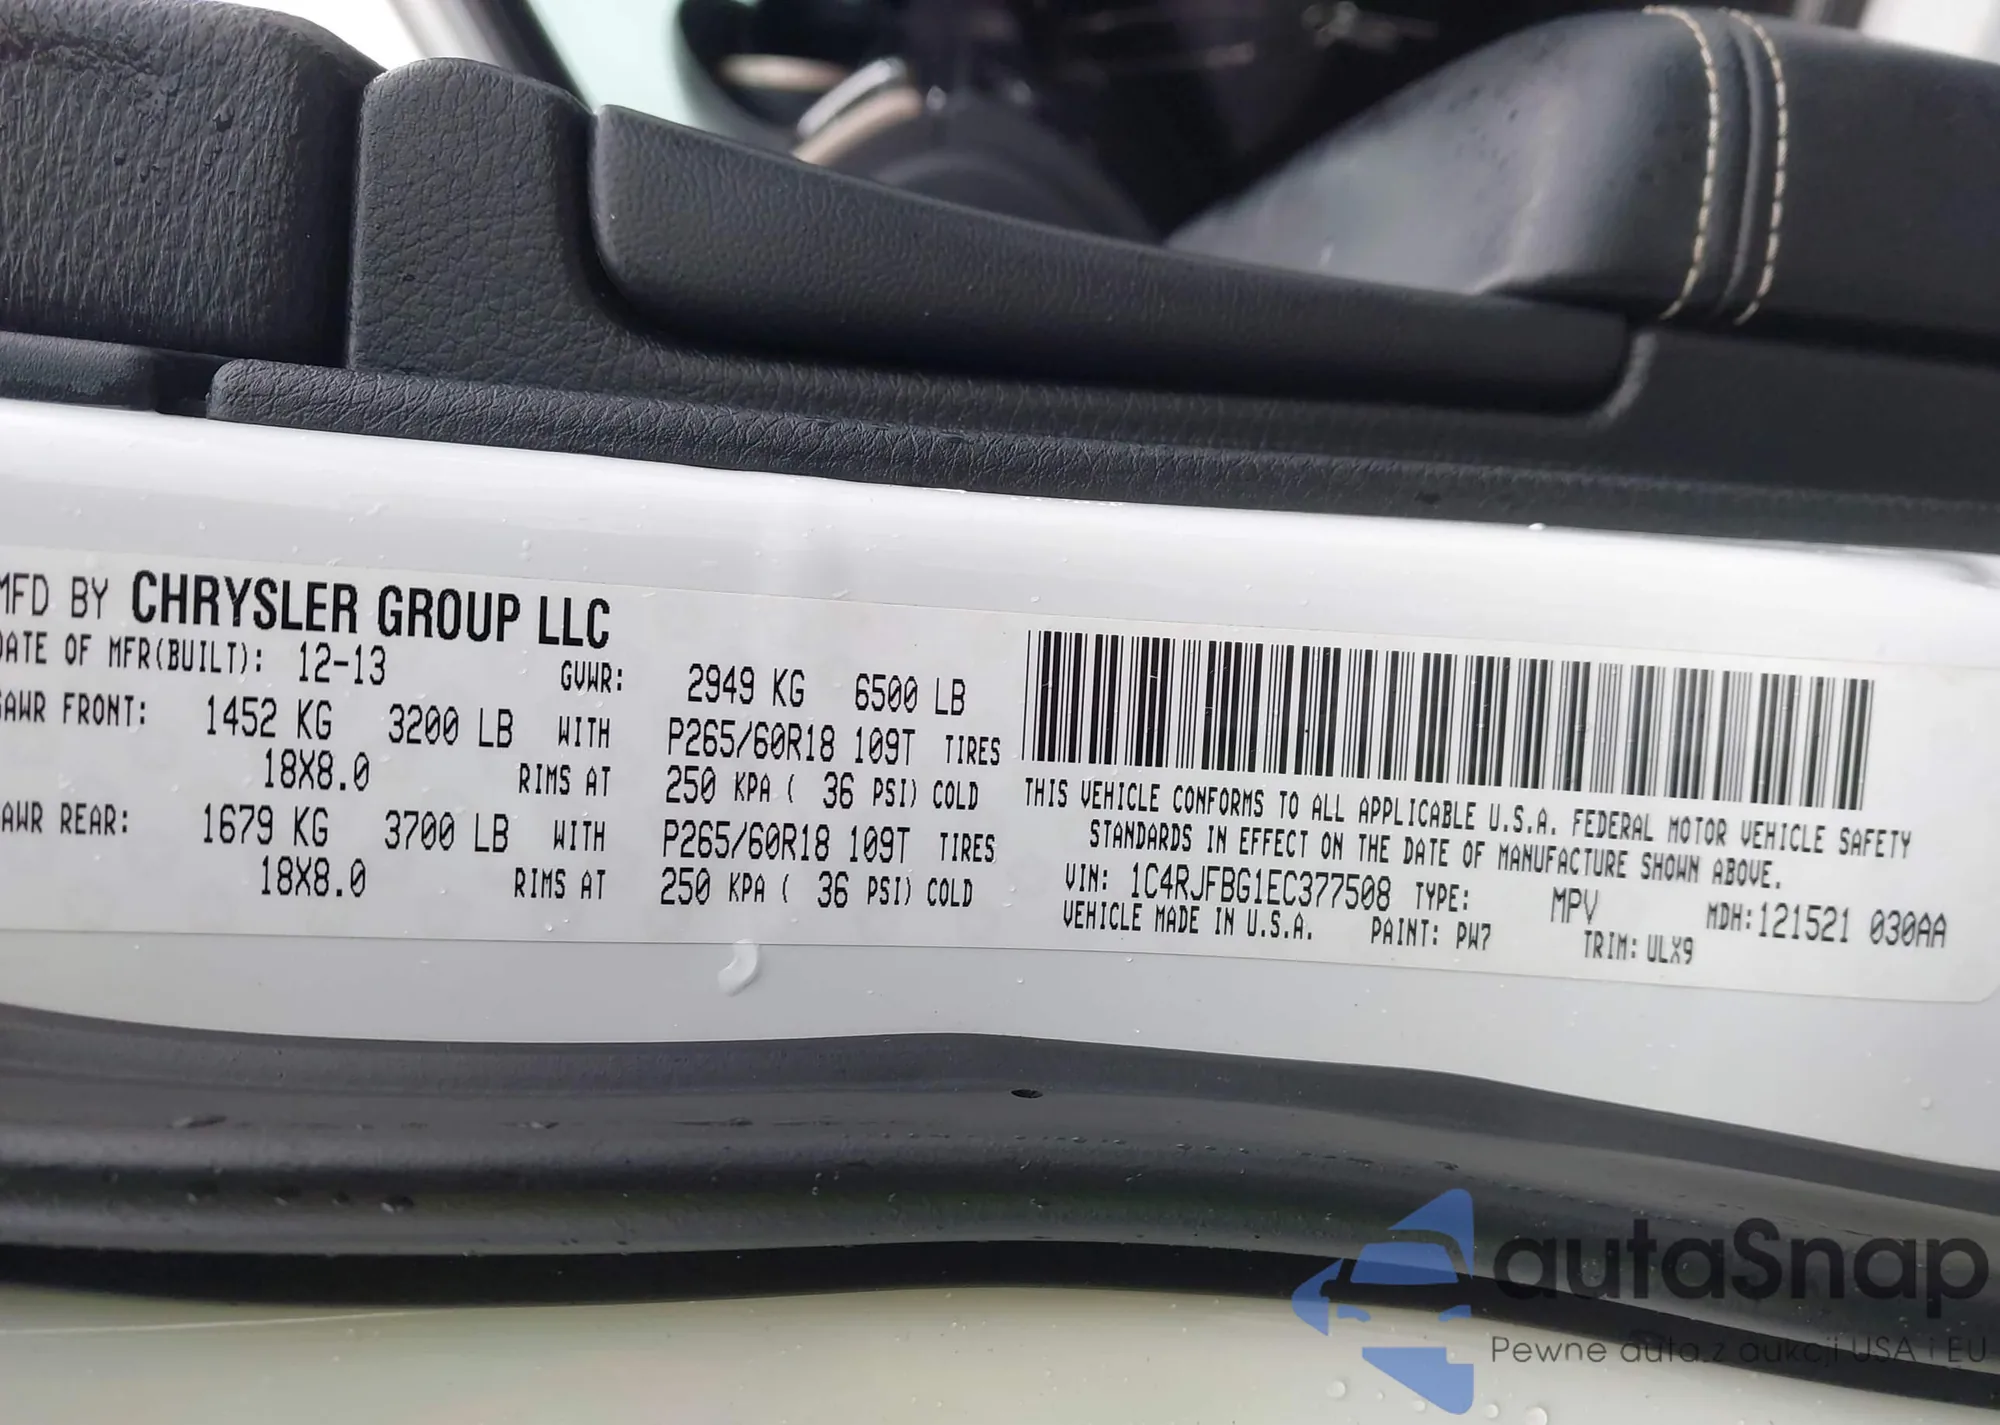 MFD BY CHRYSLER GROUP LLC
DATE OF MFR(BUILT): 12-13 GVWR: 2949 KG 6500 LB
GAWR FRONT: 1452 KG 3200 LB WITH P265/60R18 109T TIRES
18X8.0 RIMS AT 250 KPA ( 36 PSI) COLD
GAWR REAR: 1679 KG 3700 LB WITH P265/60R18 109T TIRES
18X8.0 RIMS AT 250 KPA ( 36 PSI) COLD
THIS VEHICLE CONFORMS TO ALL APPLICABLE U.S.A. FEDERAL MOTOR VEHICLE SAFETY
STANDARDS IN EFFECT ON THE DATE OF MANUFACTURE SHOWN ABOVE.
VIN: 1C4RJFBG1EC377508 TYPE: MPV MDH:121521 030AA
VEHICLE MADE IN U.S.A. PAINT: PW7 TRIM: ULX9
autaSnap
Pewne auta z aukcji USA i EU